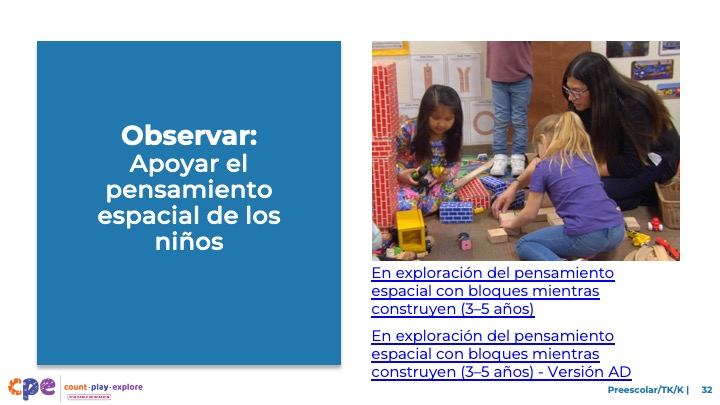 Observar:
Apoyar el
pensamiento
espacial de los
niños
En exploración del pensamiento
espacial con bloques mientras
construyen (3–5 años)
En exploración del pensamiento
espacial con bloques mientras
construyen (3–5 años) - Versión AD
cpe
count · play · explore
Preescolar/TK/K | 32